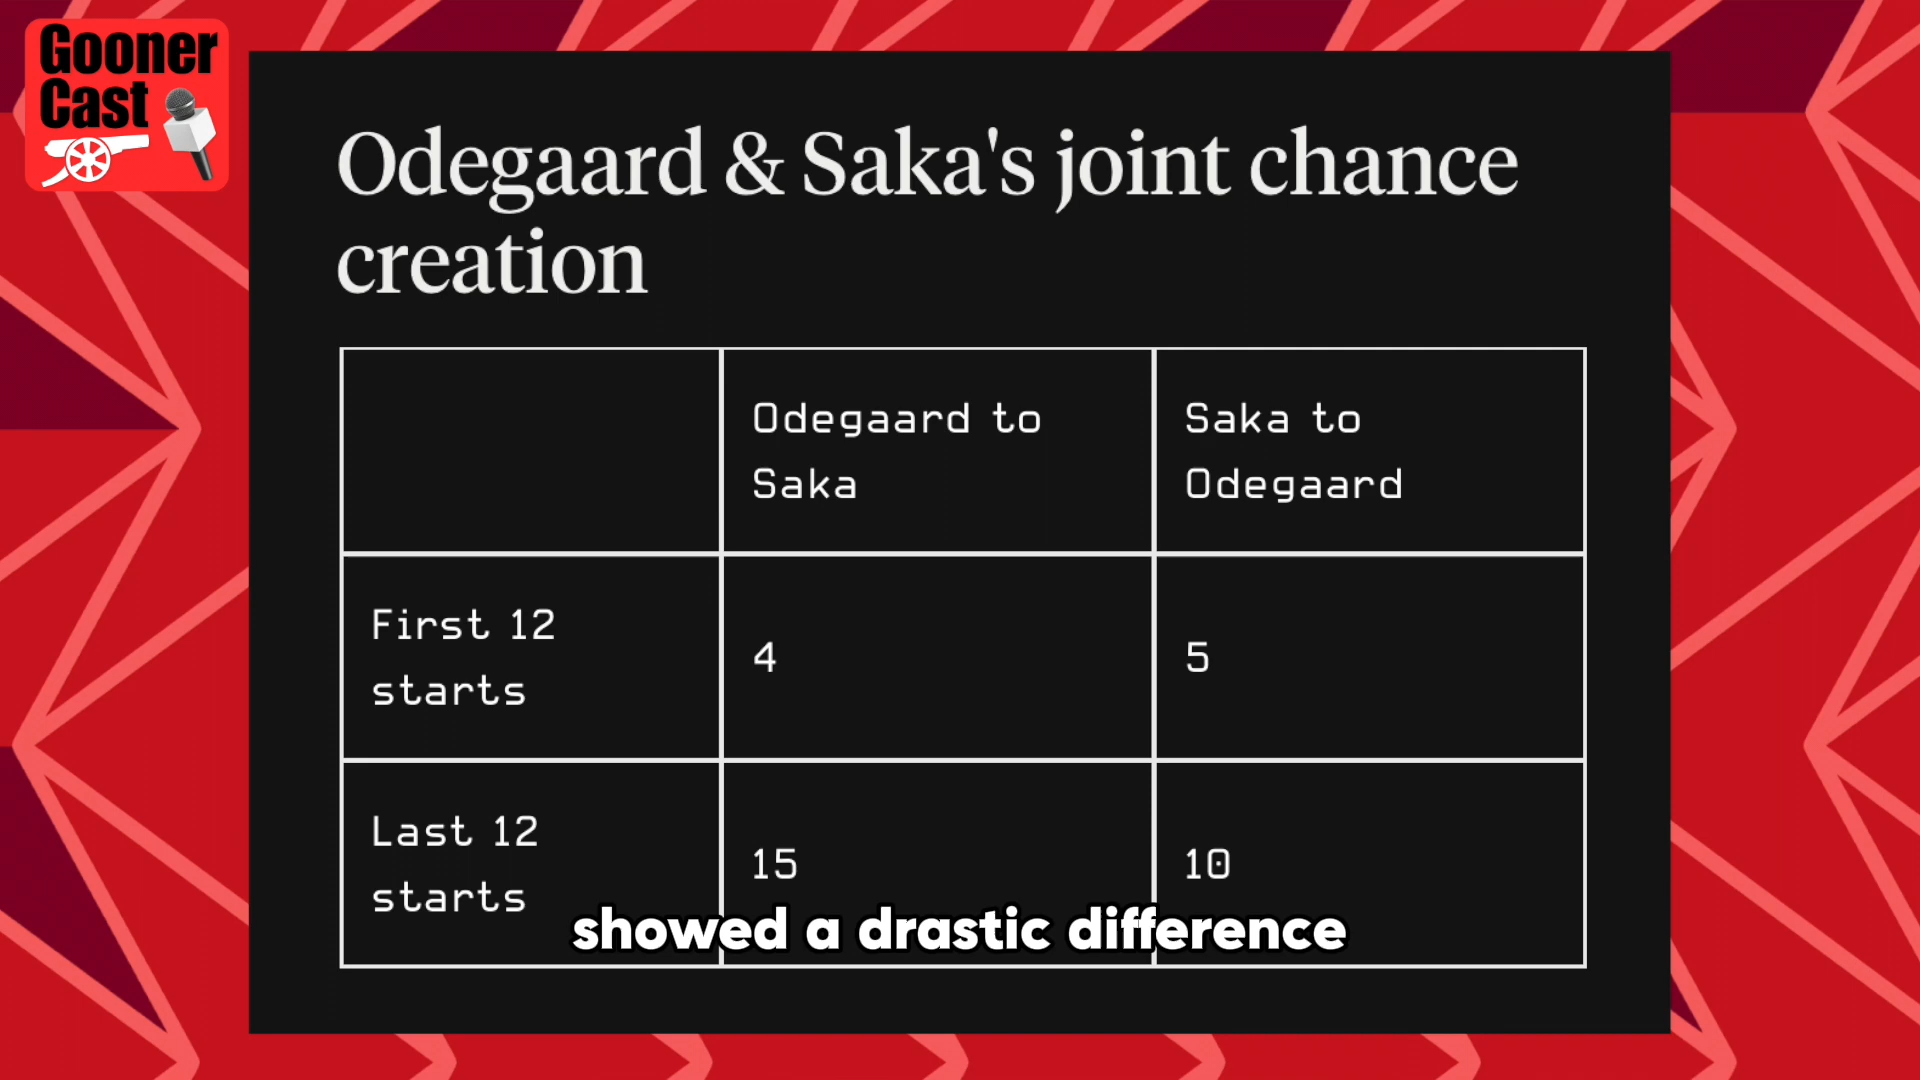 Gooner
Cast
Odegaard & Saka's joint chance
creation
Odegaard to
Saka
Saka to
Odegaard
First 12
starts
4
5
Last 12
starts
15
10
showed a drastic difference